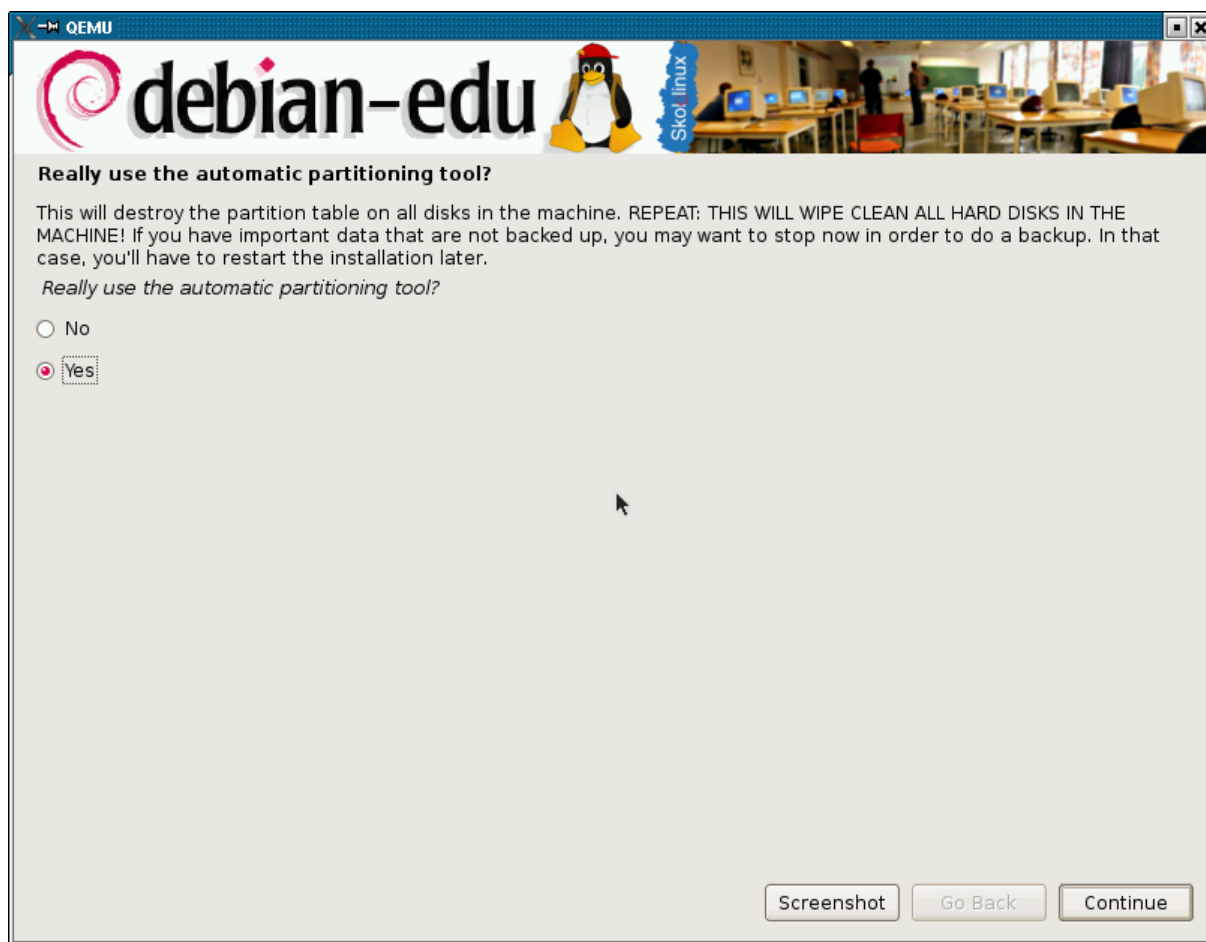 QEMU
debian-edu
Skolelinux
Really use the automatic partitioning tool?
This will destroy the partition table on all disks in the machine. REPEAT: THIS WILL WIPE CLEAN ALL HARD DISKS IN THE
MACHINE! If you have important data that are not backed up, you may want to stop now in order to do a backup. In that
case, you'll have to restart the installation later.
Really use the automatic partitioning tool?
No
Yes
Screenshot
Go Back
Continue